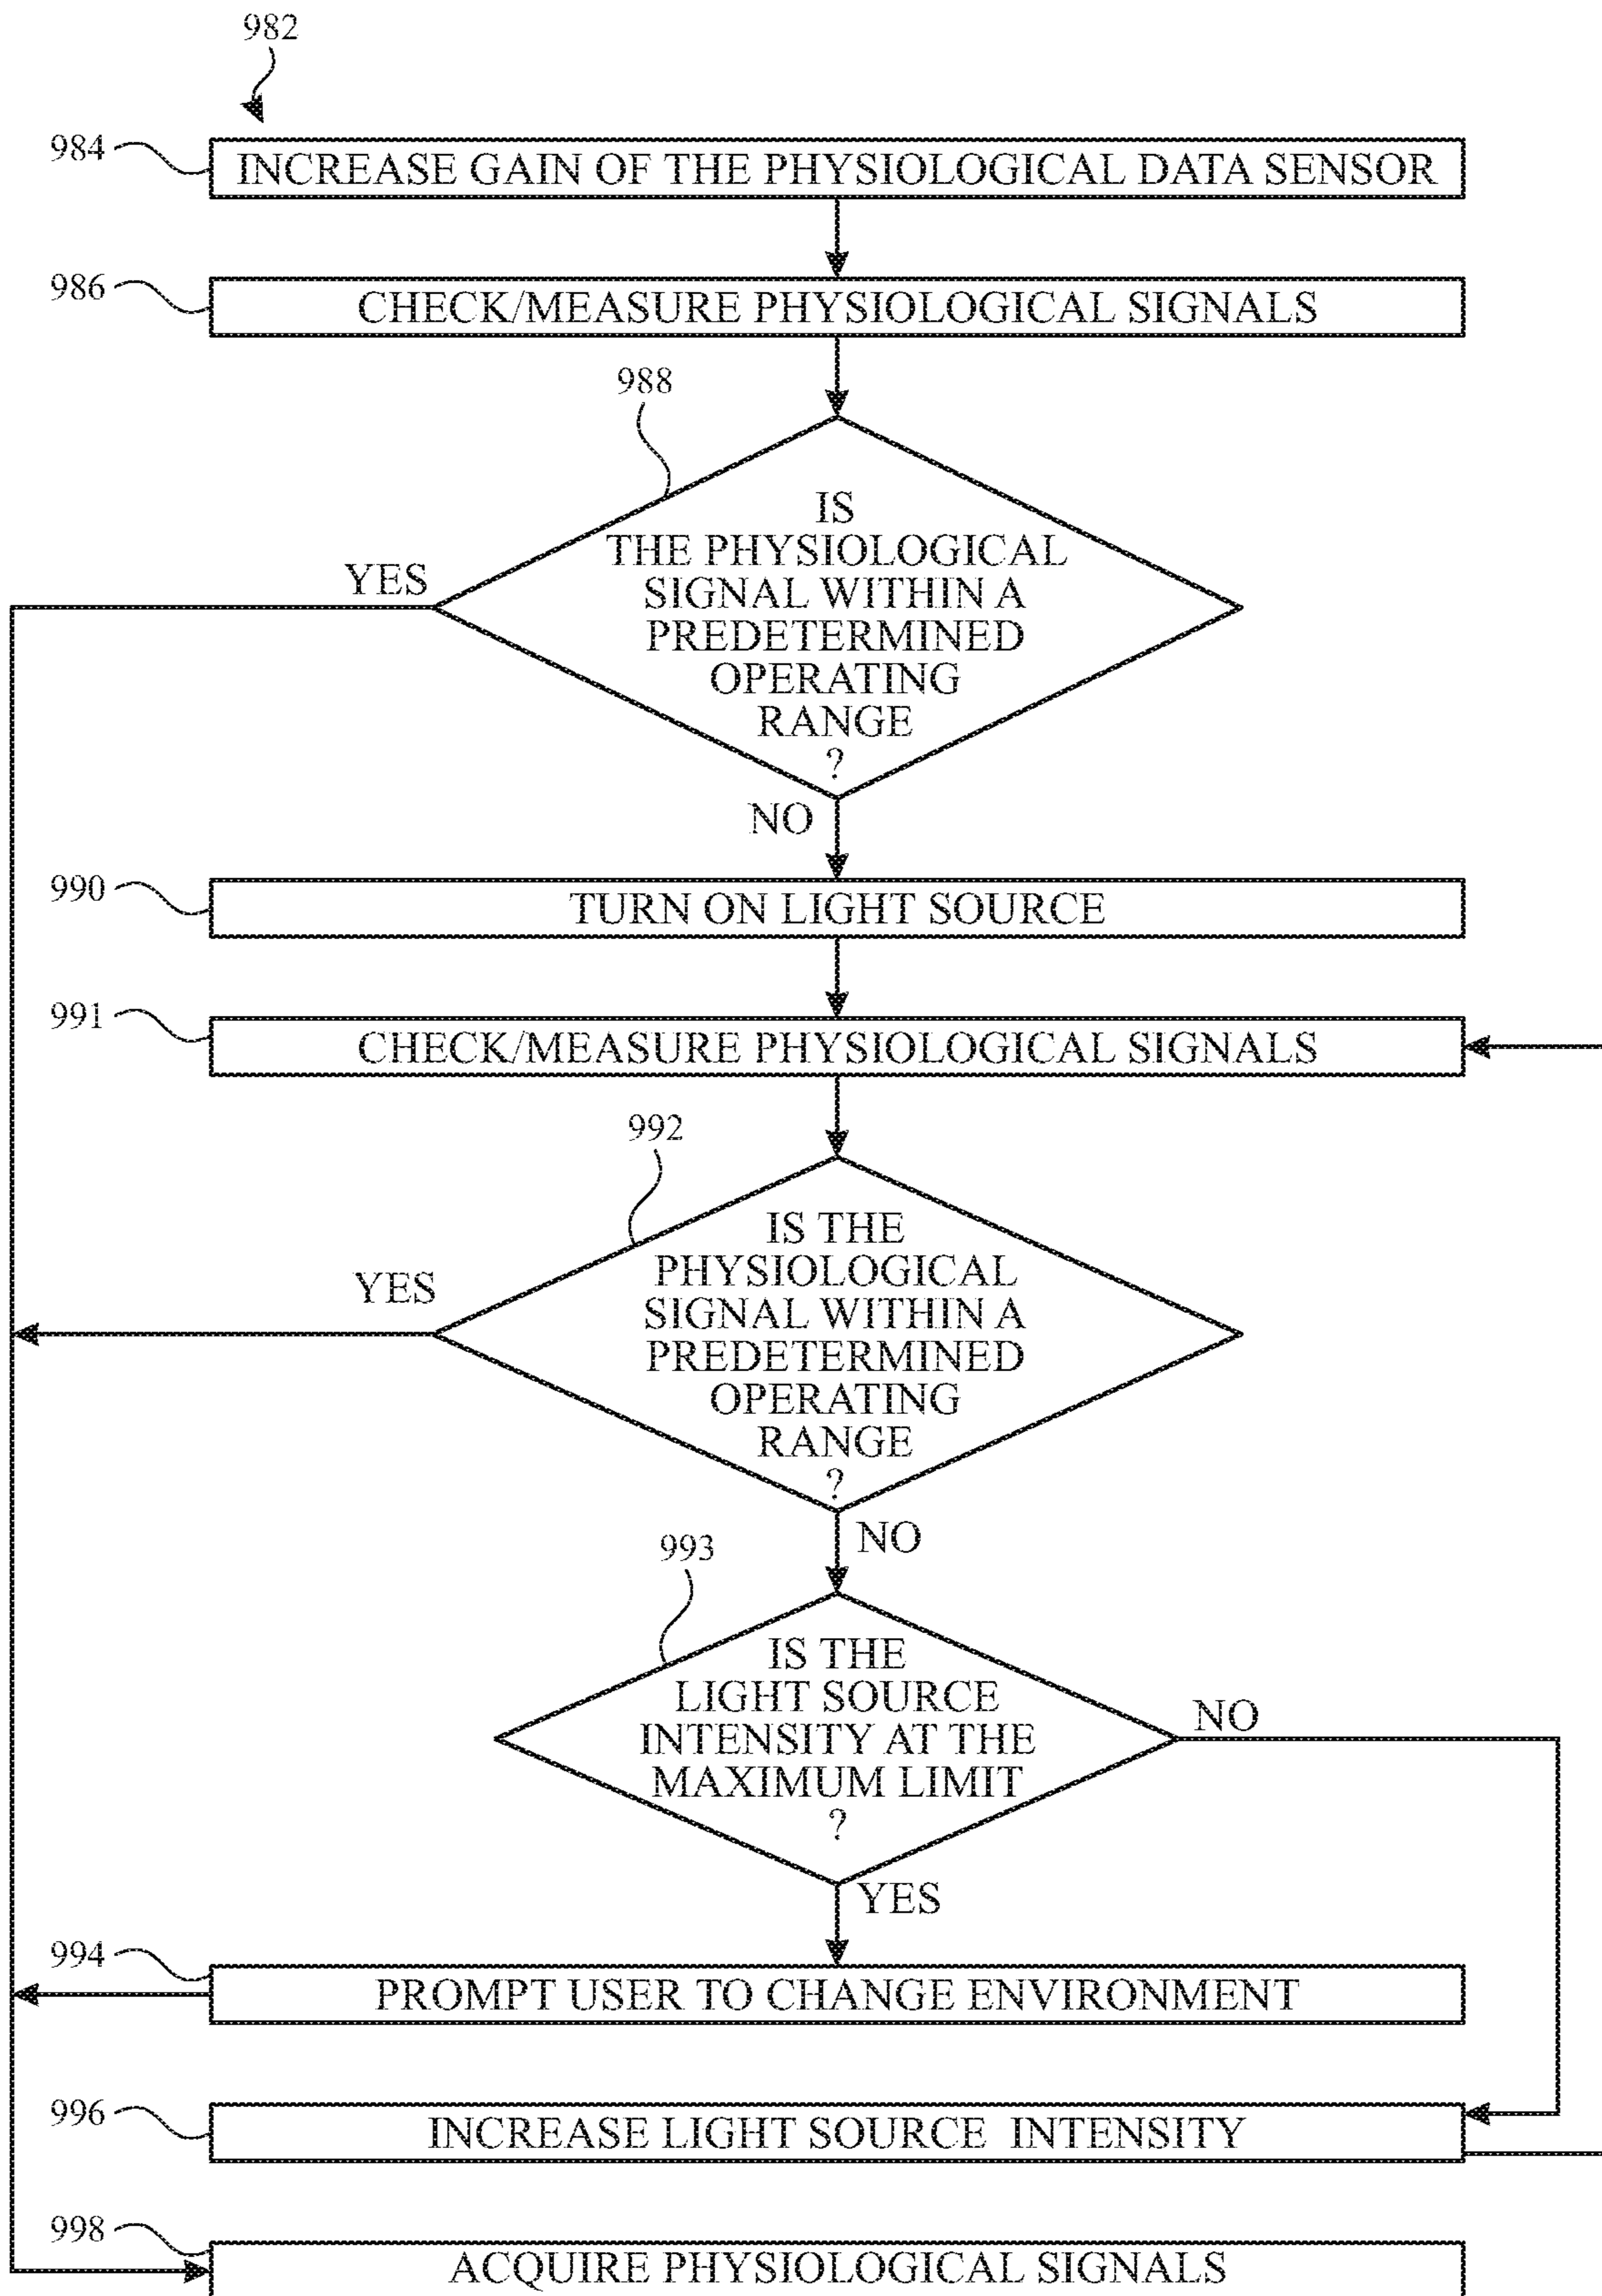 982
984
INCREASE GAIN OF THE PHYSIOLOGICAL DATA SENSOR
986
CHECK/MEASURE PHYSIOLOGICAL SIGNALS
988
IS
THE PHYSIOLOGICAL
SIGNAL WITHIN A
PREDETERMINED
OPERATING
RANGE
?
YES
NO
990
TURN ON LIGHT SOURCE
991
CHECK/MEASURE PHYSIOLOGICAL SIGNALS
992
IS THE
PHYSIOLOGICAL
SIGNAL WITHIN A
PREDETERMINED
OPERATING
RANGE
?
YES
NO
993
IS THE
LIGHT SOURCE
INTENSITY AT THE
MAXIMUM LIMIT
?
NO
YES
994
PROMPT USER TO CHANGE ENVIRONMENT
996
INCREASE LIGHT SOURCE INTENSITY
998
ACQUIRE PHYSIOLOGICAL SIGNALS